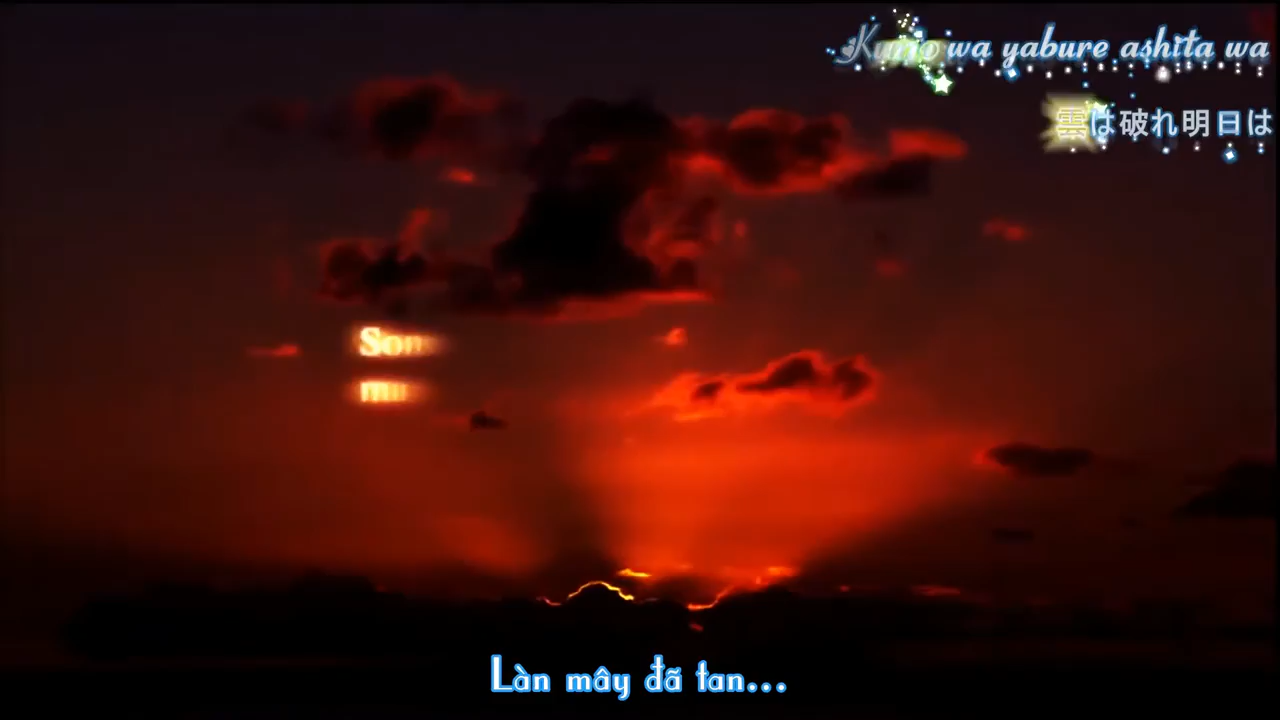 Kumo wa yabure ashita wa
雲は破れ明日は
Làn mây đã tan...